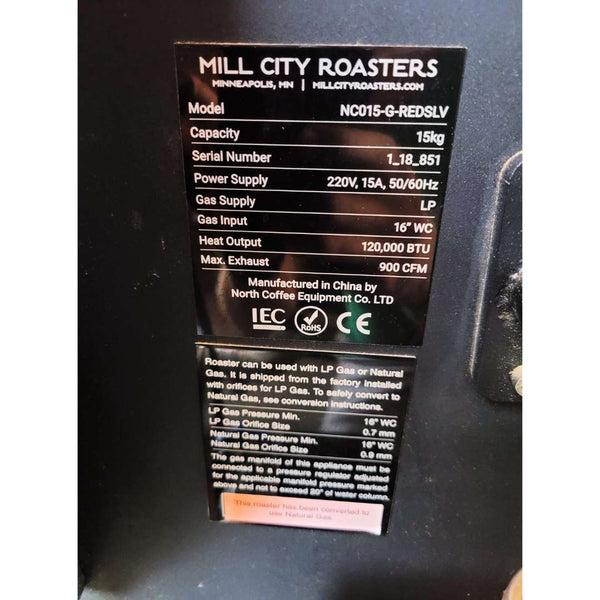 MILL CITY ROASTERS
MINNEAPOLIS, MN | MILLCITYROASTERS.COM
Model NC015-G-REDSLV
Capacity 15kg
Serial Number 1_18_851
Power Supply 220V, 15A, 50/60Hz
Gas Supply LP
Gas Input 16" WC
Heat Output 120,000 BTU
Max. Exhaust 900 CFM
Manufactured in China by
North Coffee Equipment Co. LTD
IEC RoHS CE
Roaster can be used with LP Gas or Natural
Gas. It is shipped from the factory installed
with orifices for LP Gas. To safely convert to
Natural Gas, see conversion instructions.
LP Gas Pressure Min. 16" WC
LP Gas Orifice Size 0.7 mm
Natural Gas Pressure Min. 16" WC
Natural Gas Orifice Size 0.9 mm
The gas manifold of this appliance must be
connected to a pressure regulator adjusted
for the applicable manifold pressure marked
above and not to exceed 20" of water column.
This roaster has been converted to
use Natural Gas